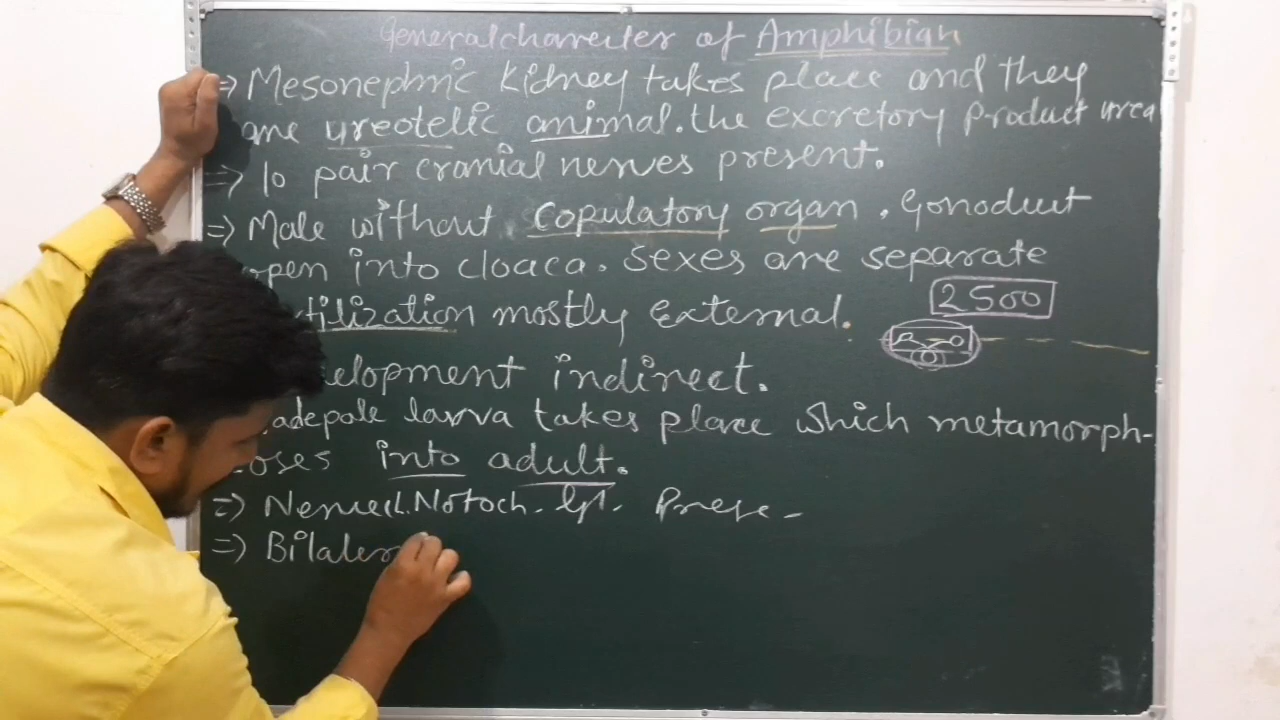 General charecter of Amphibian
=> Mesonephric kidney takes place and they
are ureotelic animal. the excretory product urea
=> 10 pair cranial nerves present.
=> Male without copulatory organ. Gonoduct
open into cloaca. sexes are separate
tilization mostly External.
2500
elopment indirect.
adepole larva takes place which metamorph-
oses into adult.
=> Notoch.
=> Bilater